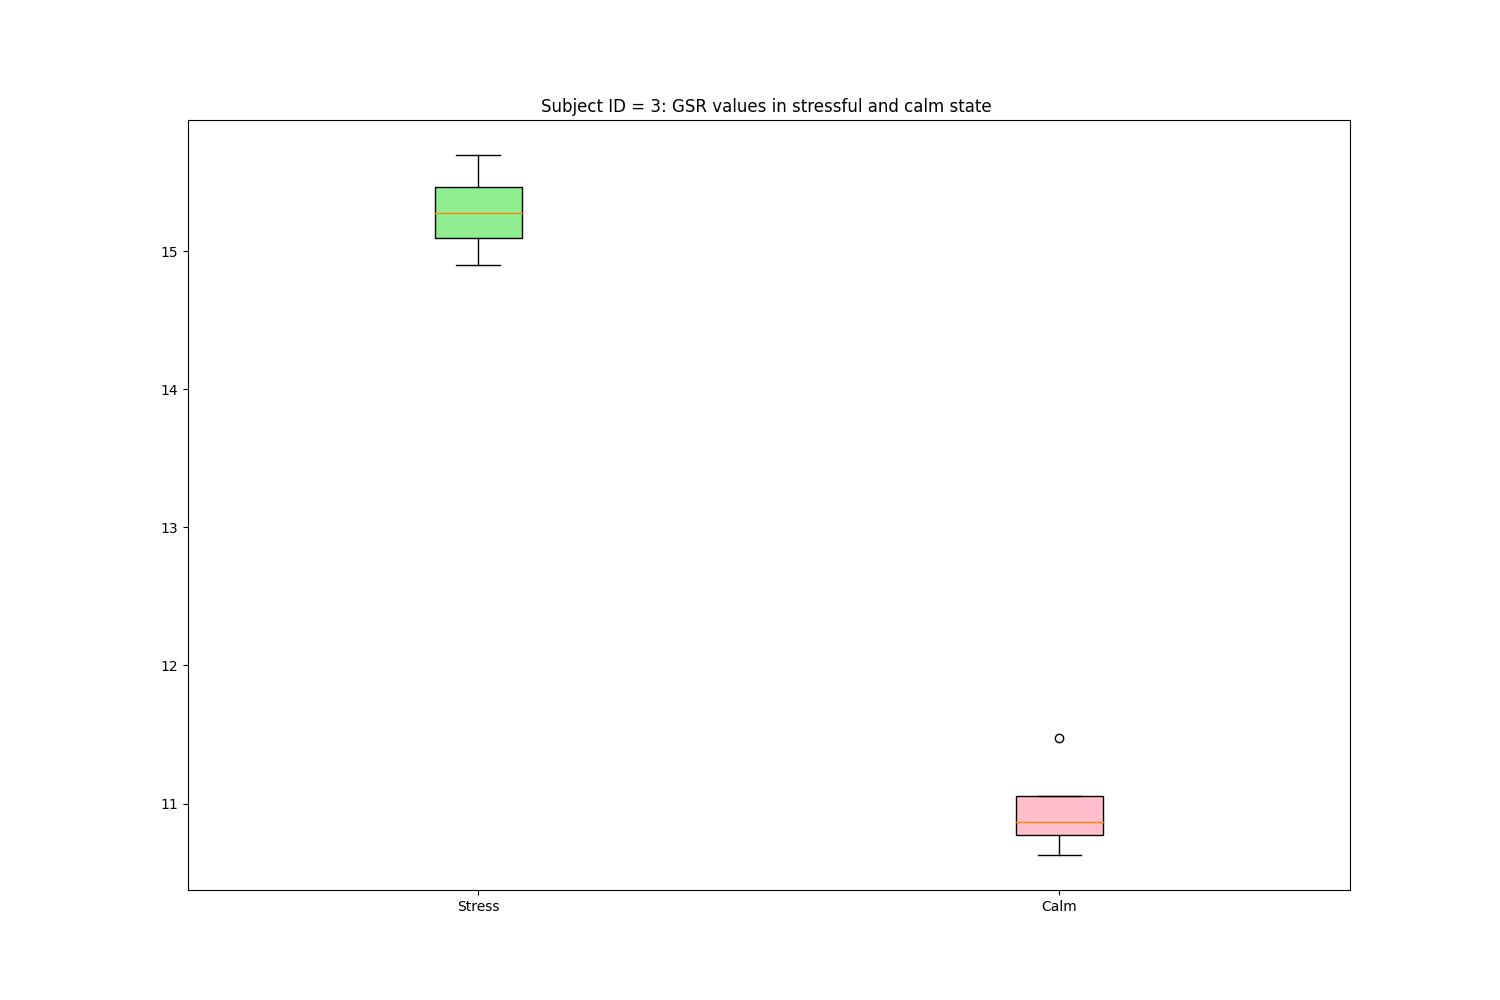 Subject ID = 3: GSR values in stressful and calm state
15
14
13
12
11
Stress Calm